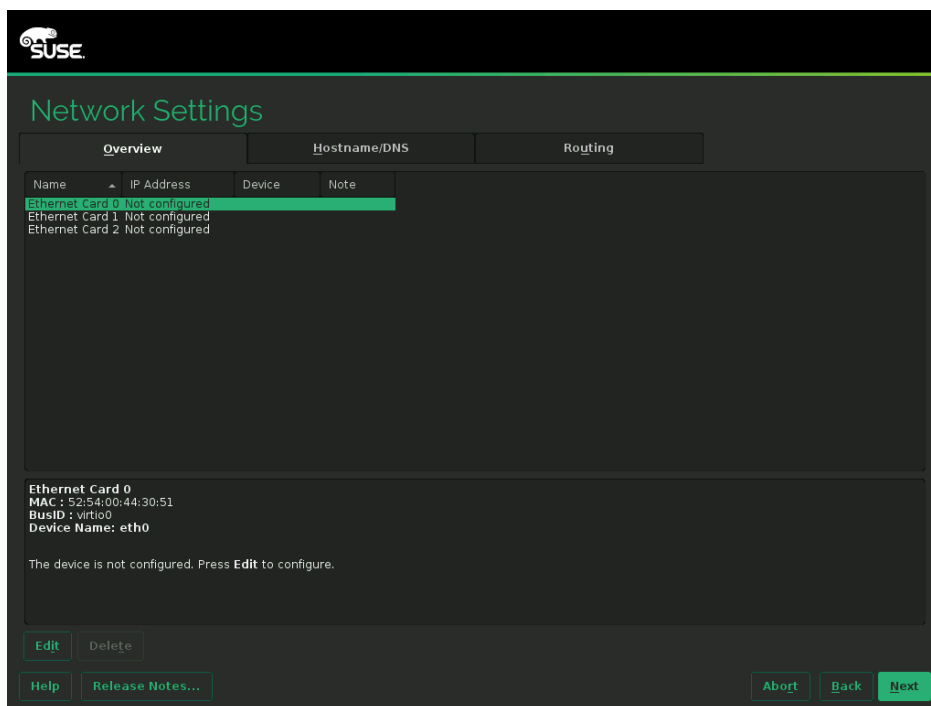 SUSE.
Network Settings
Overview Hostname/DNS Routing
Name IP Address Device Note
Ethernet Card 0 Not configured
Ethernet Card 1 Not configured
Ethernet Card 2 Not configured
Ethernet Card 0
MAC : 52:54:00:44:30:51
BusID : virtio0
Device Name: eth0
The device is not configured. Press Edit to configure.
Edit Delete
Help Release Notes... Abort Back Next